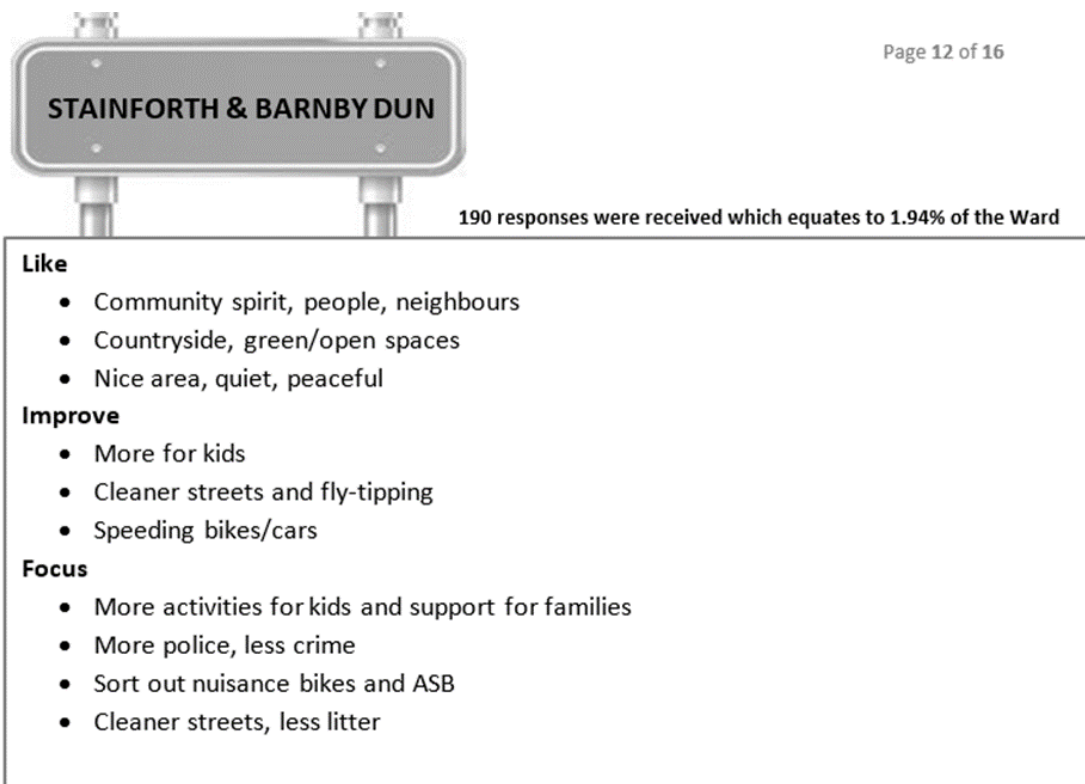 Page 12 of 16
STAINFORTH & BARNBY DUN
190 responses were received which equates to 1.94% of the Ward
Like
• Community spirit, people, neighbours
• Countryside, green/open spaces
• Nice area, quiet, peaceful
Improve
• More for kids
• Cleaner streets and fly-tipping
• Speeding bikes/cars
Focus
• More activities for kids and support for families
• More police, less crime
• Sort out nuisance bikes and ASB
• Cleaner streets, less litter